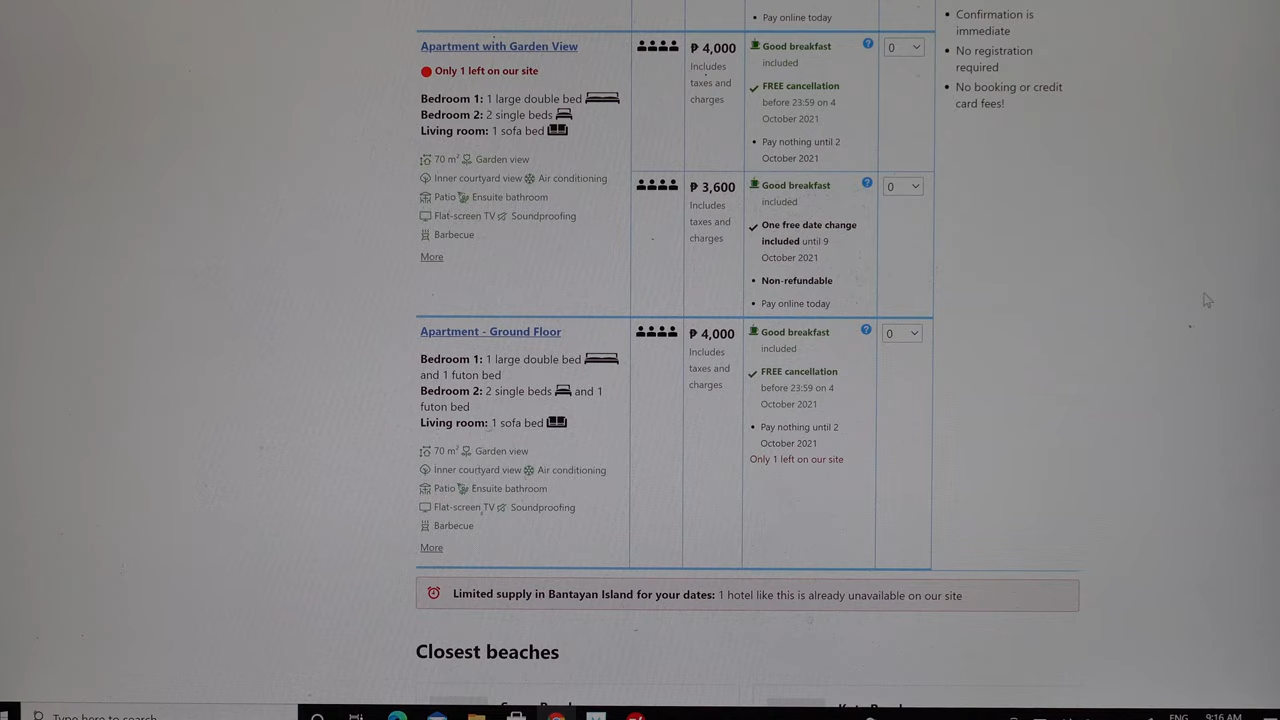 Pay online today
Confirmation is
immediate
No registration
required
No booking or credit
card fees!
Apartment with Garden View
Only 1 left on our site
Bedroom 1: 1 large double bed
Bedroom 2: 2 single beds
Living room: 1 sofa bed
70 m² Garden view
Inner courtyard view Air conditioning
Patio Ensuite bathroom
Flat-screen TV Soundproofing
Barbecue
More
₱ 4,000
Includes
taxes and
charges
Good breakfast
included
FREE cancellation
before 23:59 on 4
October 2021
Pay nothing until 2
October 2021
0
₱ 3,600
Includes
taxes and
charges
Good breakfast
included
One free date change
included until 9
October 2021
Non-refundable
Pay online today
0
Apartment - Ground Floor
Bedroom 1: 1 large double bed
and 1 futon bed
Bedroom 2: 2 single beds and 1
futon bed
Living room: 1 sofa bed
70 m² Garden view
Inner courtyard view Air conditioning
Patio Ensuite bathroom
Flat-screen TV Soundproofing
Barbecue
More
₱ 4,000
Includes
taxes and
charges
Good breakfast
included
FREE cancellation
before 23:59 on 4
October 2021
Pay nothing until 2
October 2021
Only 1 left on our site
0
Limited supply in Bantayan Island for your dates: 1 hotel like this is already unavailable on our site
Closest beaches
Type here to search
ENG
9:16 AM